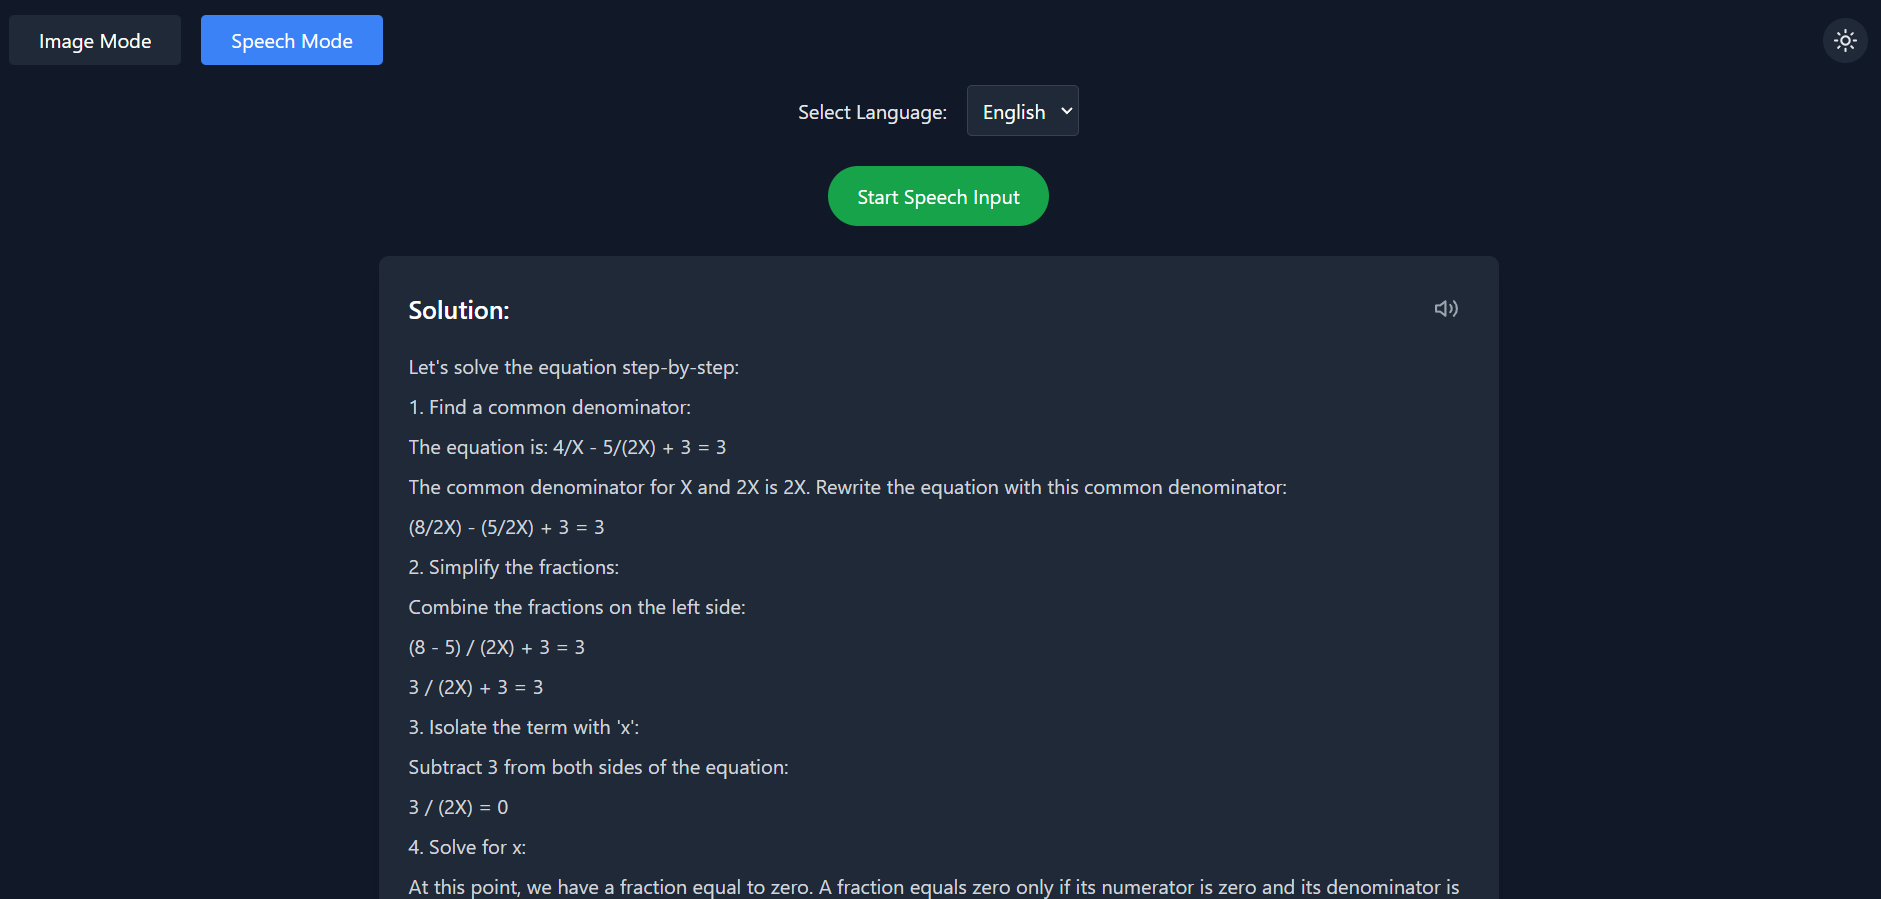 Image Mode
Speech Mode
Select Language:
English
Start Speech Input
Solution:
Let's solve the equation step-by-step:
1. Find a common denominator:
The equation is: 4/X - 5/(2X) + 3 = 3
The common denominator for X and 2X is 2X. Rewrite the equation with this common denominator:
(8/2X) - (5/2X) + 3 = 3
2. Simplify the fractions:
Combine the fractions on the left side:
(8 - 5) / (2X) + 3 = 3
3 / (2X) + 3 = 3
3. Isolate the term with 'x':
Subtract 3 from both sides of the equation:
3 / (2X) = 0
4. Solve for x:
At this point, we have a fraction equal to zero. A fraction equals zero only if its numerator is zero and its denominator is